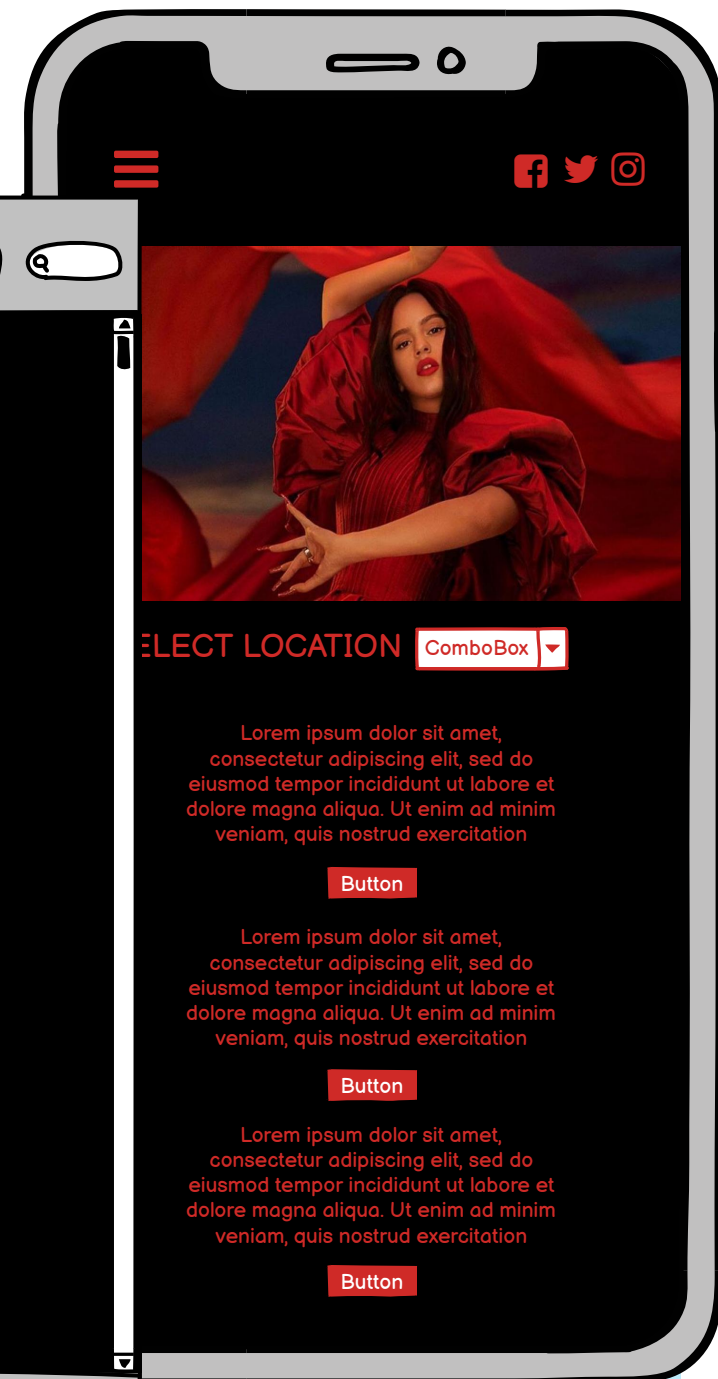 ELECT LOCATION ComboBox
Lorem ipsum dolor sit amet,
consectetur adipiscing elit, sed do
eiusmod tempor incididunt ut labore et
dolore magna aliqua. Ut enim ad minim
veniam, quis nostrud exercitation
Button
Lorem ipsum dolor sit amet,
consectetur adipiscing elit, sed do
eiusmod tempor incididunt ut labore et
dolore magna aliqua. Ut enim ad minim
veniam, quis nostrud exercitation
Button
Lorem ipsum dolor sit amet,
consectetur adipiscing elit, sed do
eiusmod tempor incididunt ut labore et
dolore magna aliqua. Ut enim ad minim
veniam, quis nostrud exercitation
Button